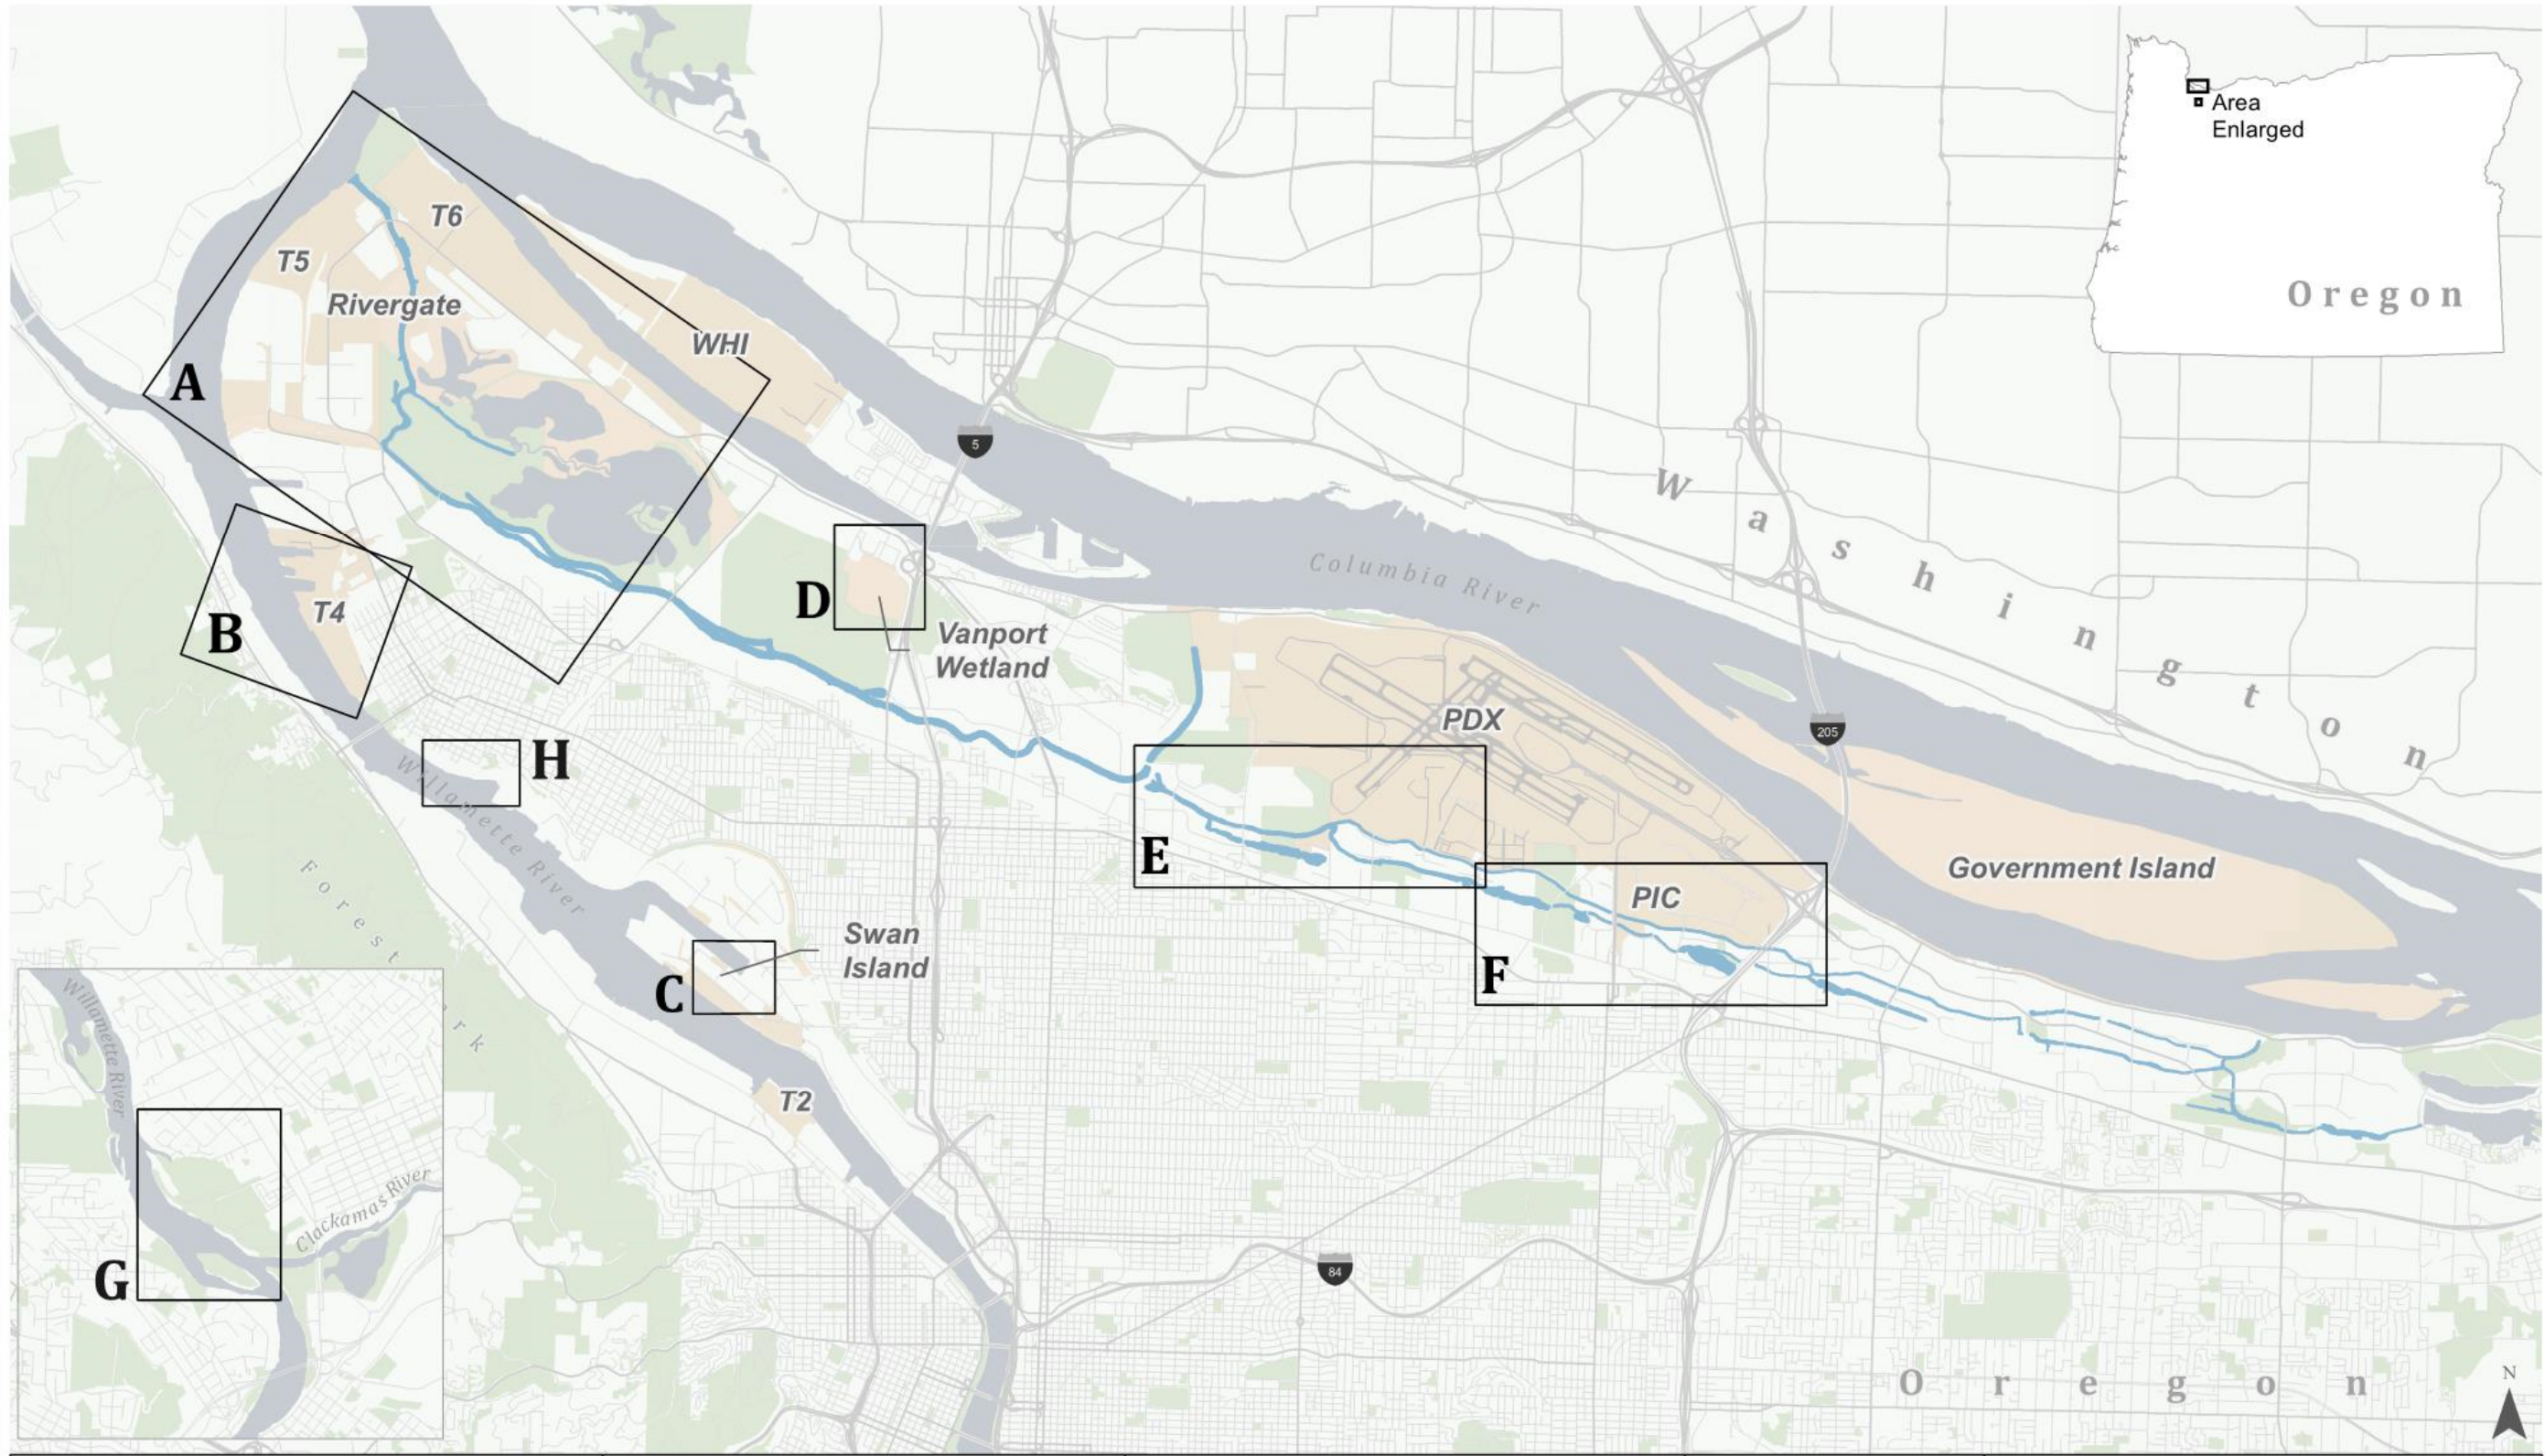 Area
Enlarged
Oregon
T6
T5
Rivergate
WHI
A
5
Washington
Columbia River
D
B
T4
Vanport
Wetland
PDX
205
H
Willamette River
E
Government Island
PIC
Forest Park
Swan
Island
F
C
Willamette River
T2
Clackamas River
G
84
Oregon
N